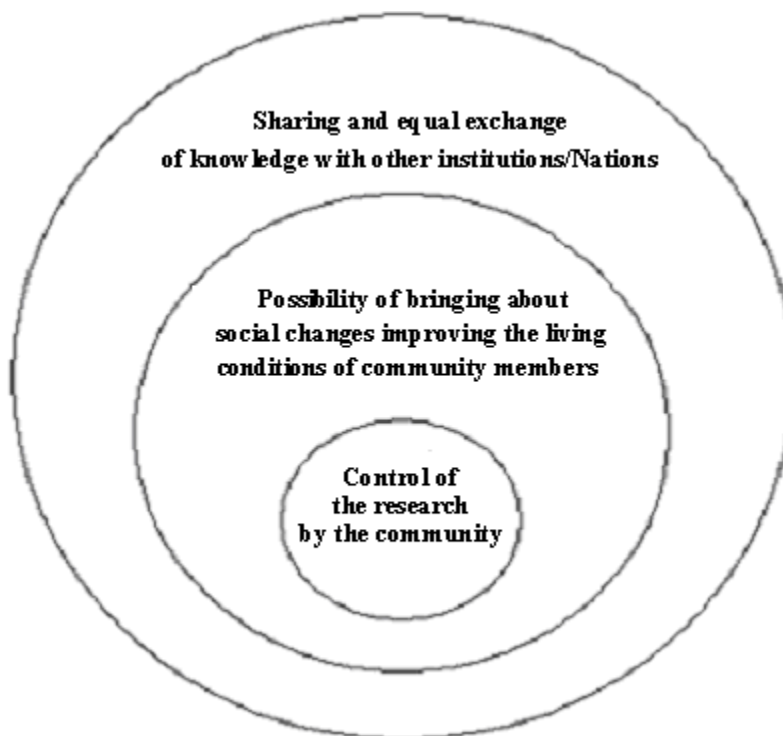 Sharing and equal exchange
of knowledge with other institutions/Nations
Possibility of bringing about
social changes improving the living
conditions of community members
Control of
the research
by the community